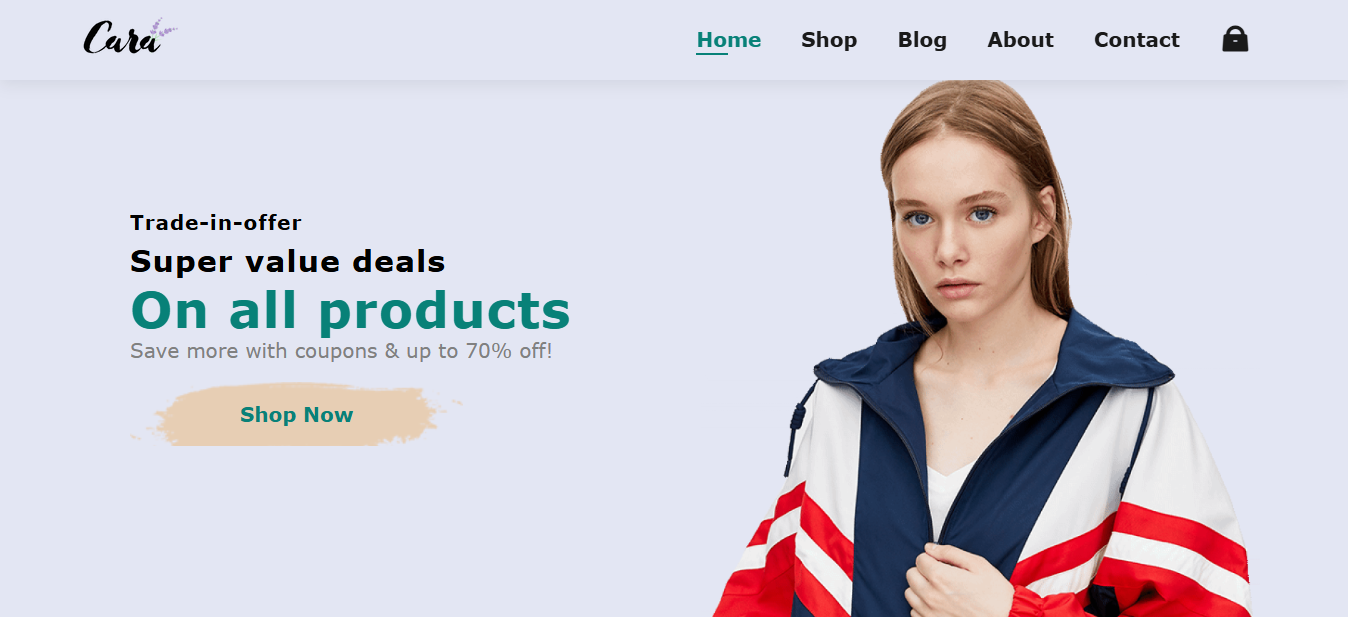 Cara
Home Shop Blog About Contact
Trade-in-offer
Super value deals
On all products
Save more with coupons & up to 70% off!
Shop Now